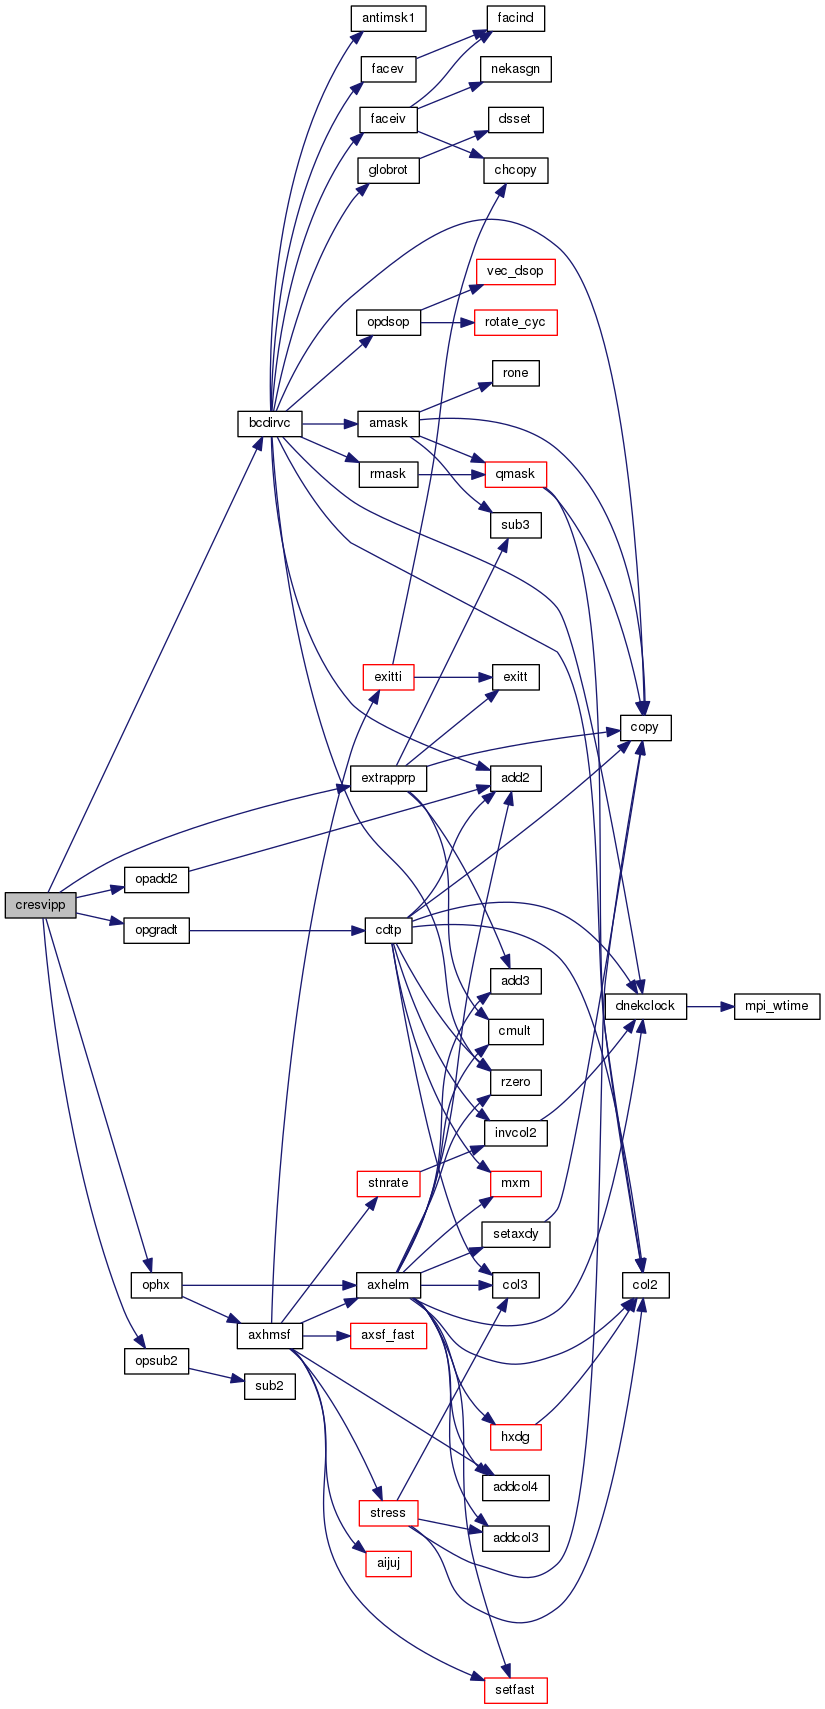 antimsk1
facind
facev
nekasgn
faceiv
dsset
globrot
chcopy
vec_dsop
opdsop
rotate_cyc
rone
bcdirvc
amask
rmask
qmask
sub3
exitti
exitt
copy
extrapprp
add2
opadd2
cresvipp
opgradt
cdtp
add3
dnekclock
mpi_wtime
cmult
rzero
invcol2
stnrate
mxm
setaxdy
ophx
axhelm
col3
col2
axhmsf
axsf_fast
opsub2
sub2
hxdg
addcol4
stress
addcol3
aijuj
setfast